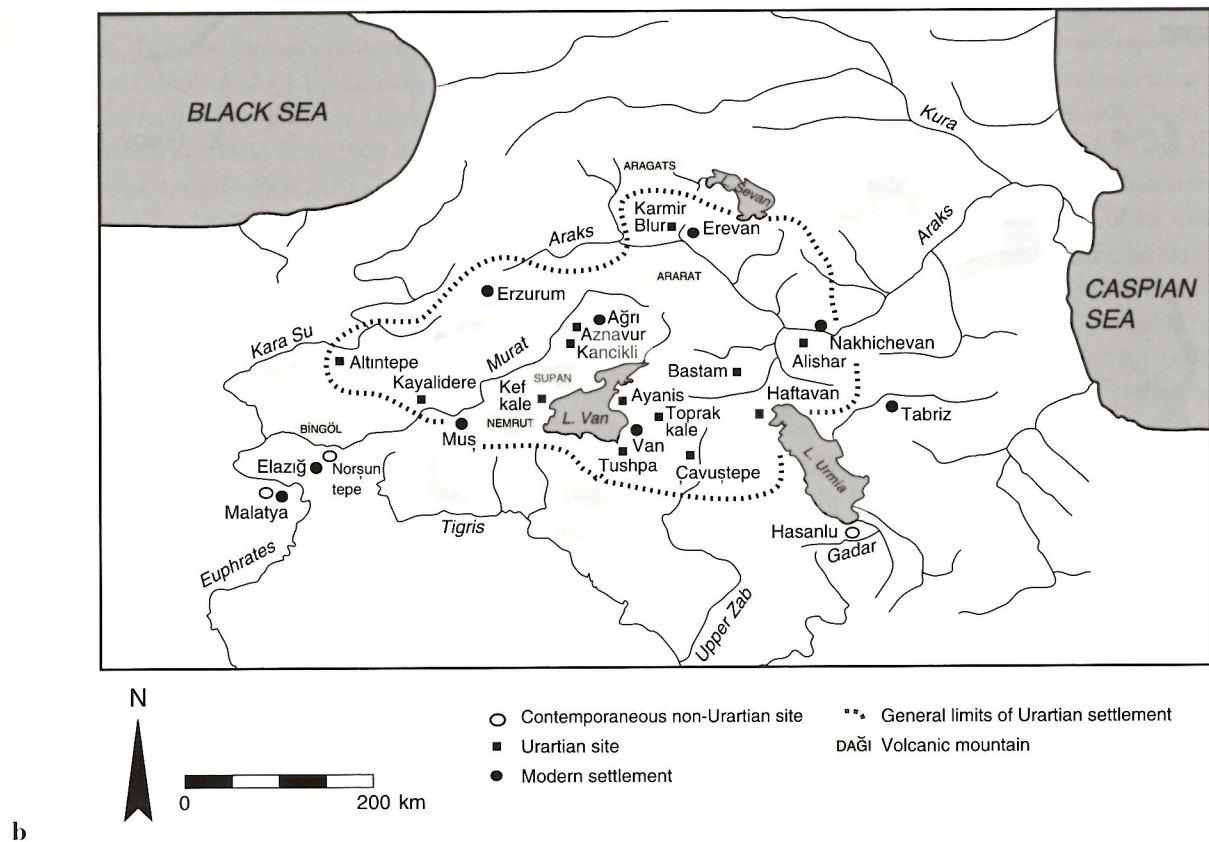 BLACK SEA
Kura
ARAGATS
L. Sevan
Karmir
Blur
Erevan
Araks
Araks
ARARAT
CASPIAN
SEA
Erzurum
Ağrı
Aznavur
Kancikli
Nakhichevan
Alishar
Kara Su
Altıntepe
Murat
Bastam
Kayalidere
SUPAN
Kef
kale
Ayanis
Haftavan
Tabriz
L. Van
Toprak
kale
NEMRUT
BİNGÖL
Muş
Van
Tushpa
Çavuştepe
L. Urmia
Elazığ
Norşun
tepe
Malatya
Tigris
Hasanlu
Gadar
Euphrates
Upper Zab
N
0
200 km
Contemporaneous non-Urartian site
Urartian site
Modern settlement
General limits of Urartian settlement
DAĞI Volcanic mountain
b